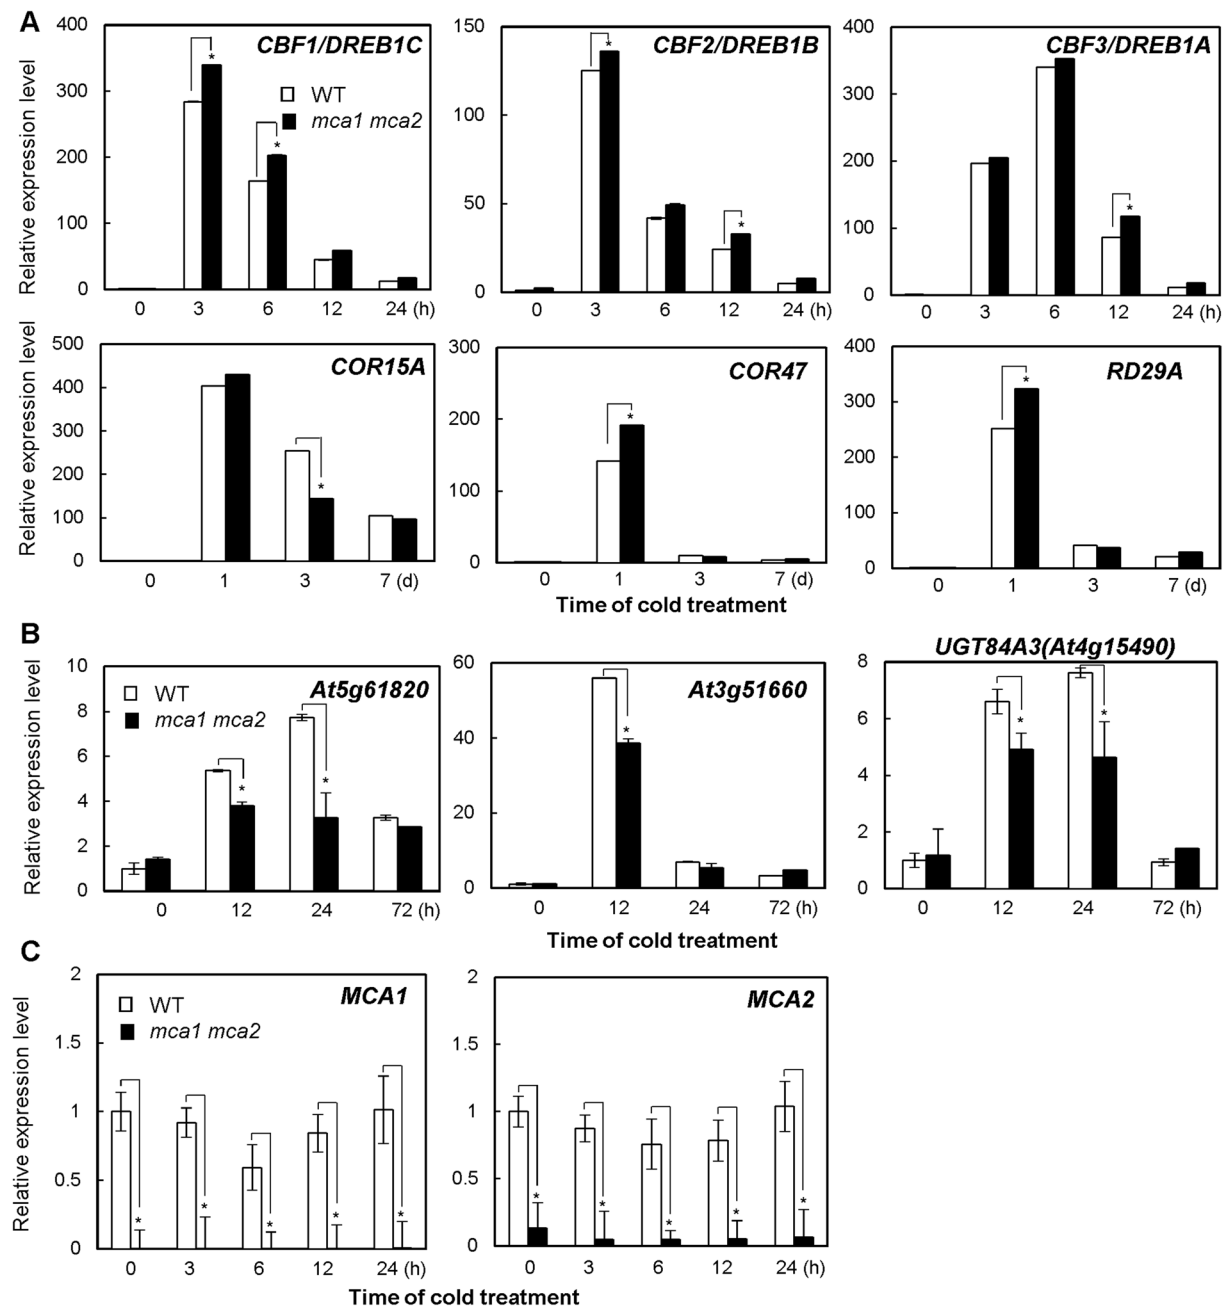 A
Relative expression level
400
300
200
100
0
CBF1/DREB1C
WT
mca1 mca2
*
*
0 3 6 12 24 (h)
150
100
50
0
CBF2/DREB1B
*
*
0 3 6 12 24 (h)
400
300
200
100
0
CBF3/DREB1A
*
0 3 6 12 24 (h)
Relative expression level
500
400
300
200
100
0
COR15A
*
0 1 3 7 (d)
300
200
100
0
COR47
*
0 1 3 7 (d)
400
300
200
100
0
RD29A
*
0 1 3 7 (d)
Time of cold treatment
B
Relative expression level
10
8
6
4
2
0
At5g61820
WT
mca1 mca2
*
*
0 12 24 72 (h)
60
40
20
0
At3g51660
*
0 12 24 72 (h)
UGT84A3(At4g15490)
8
6
4
2
0
*
*
0 12 24 72 (h)
Time of cold treatment
C
Relative expression level
2
1.5
1
0.5
0
MCA1
WT
mca1 mca2
* * * * *
0 3 6 12 24 (h)
2
1.5
1
0.5
0
MCA2
* * * * *
0 3 6 12 24 (h)
Time of cold treatment